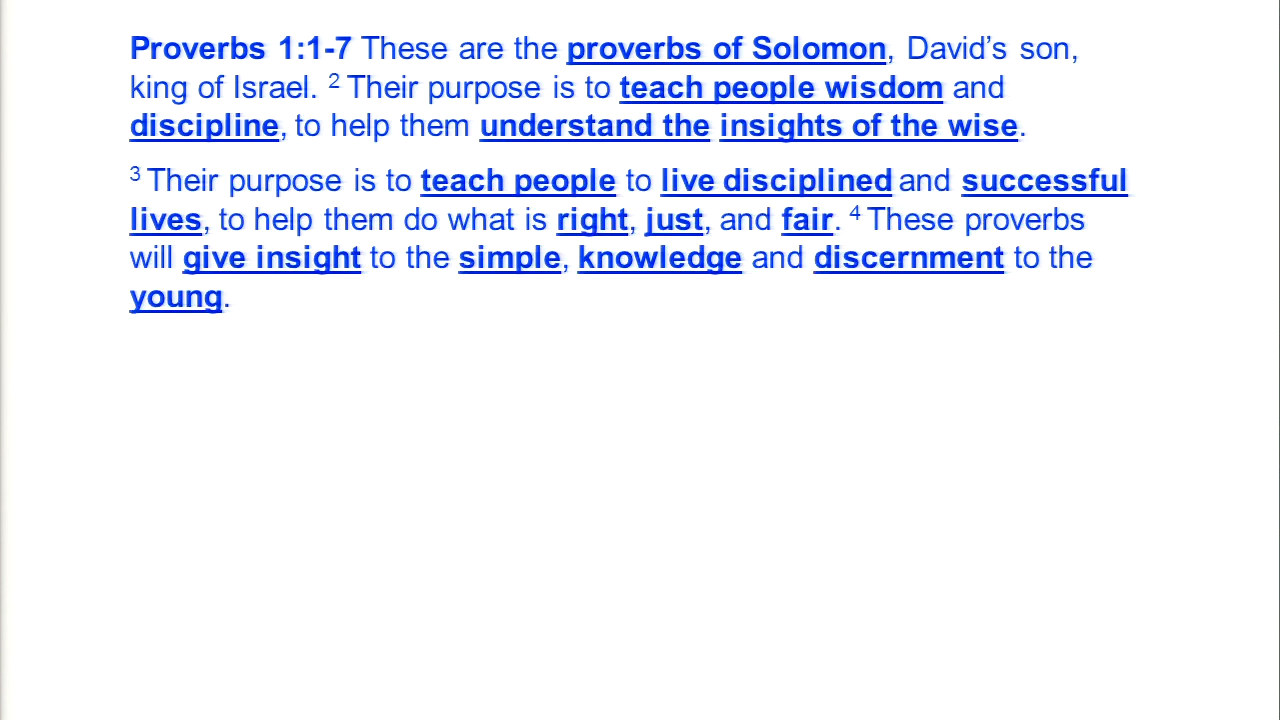 Proverbs 1:1-7 These are the proverbs of Solomon, David’s son,
king of Israel. 2 Their purpose is to teach people wisdom and
discipline, to help them understand the insights of the wise.
3 Their purpose is to teach people to live disciplined and successful
lives, to help them do what is right, just, and fair. 4 These proverbs
will give insight to the simple, knowledge and discernment to the
young.